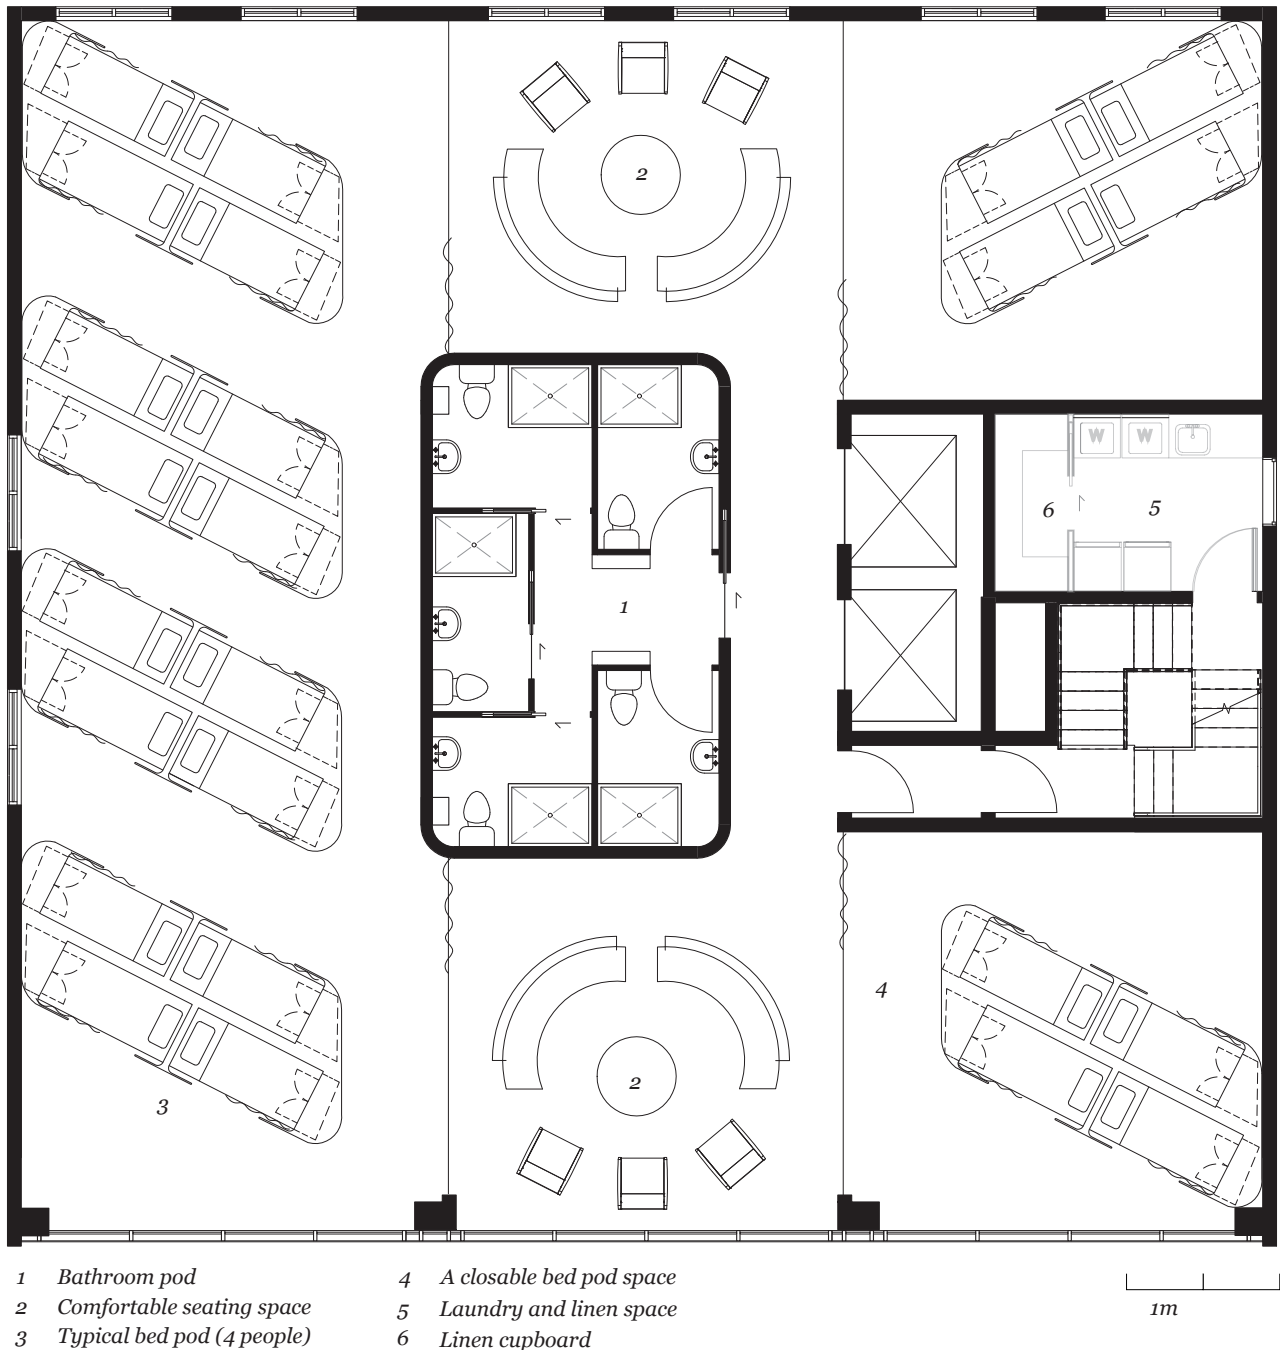 2
W W
6
5
1
4
2
3
1 Bathroom pod
2 Comfortable seating space
3 Typical bed pod (4 people)
4 A closable bed pod space
5 Laundry and linen space
6 Linen cupboard
1m